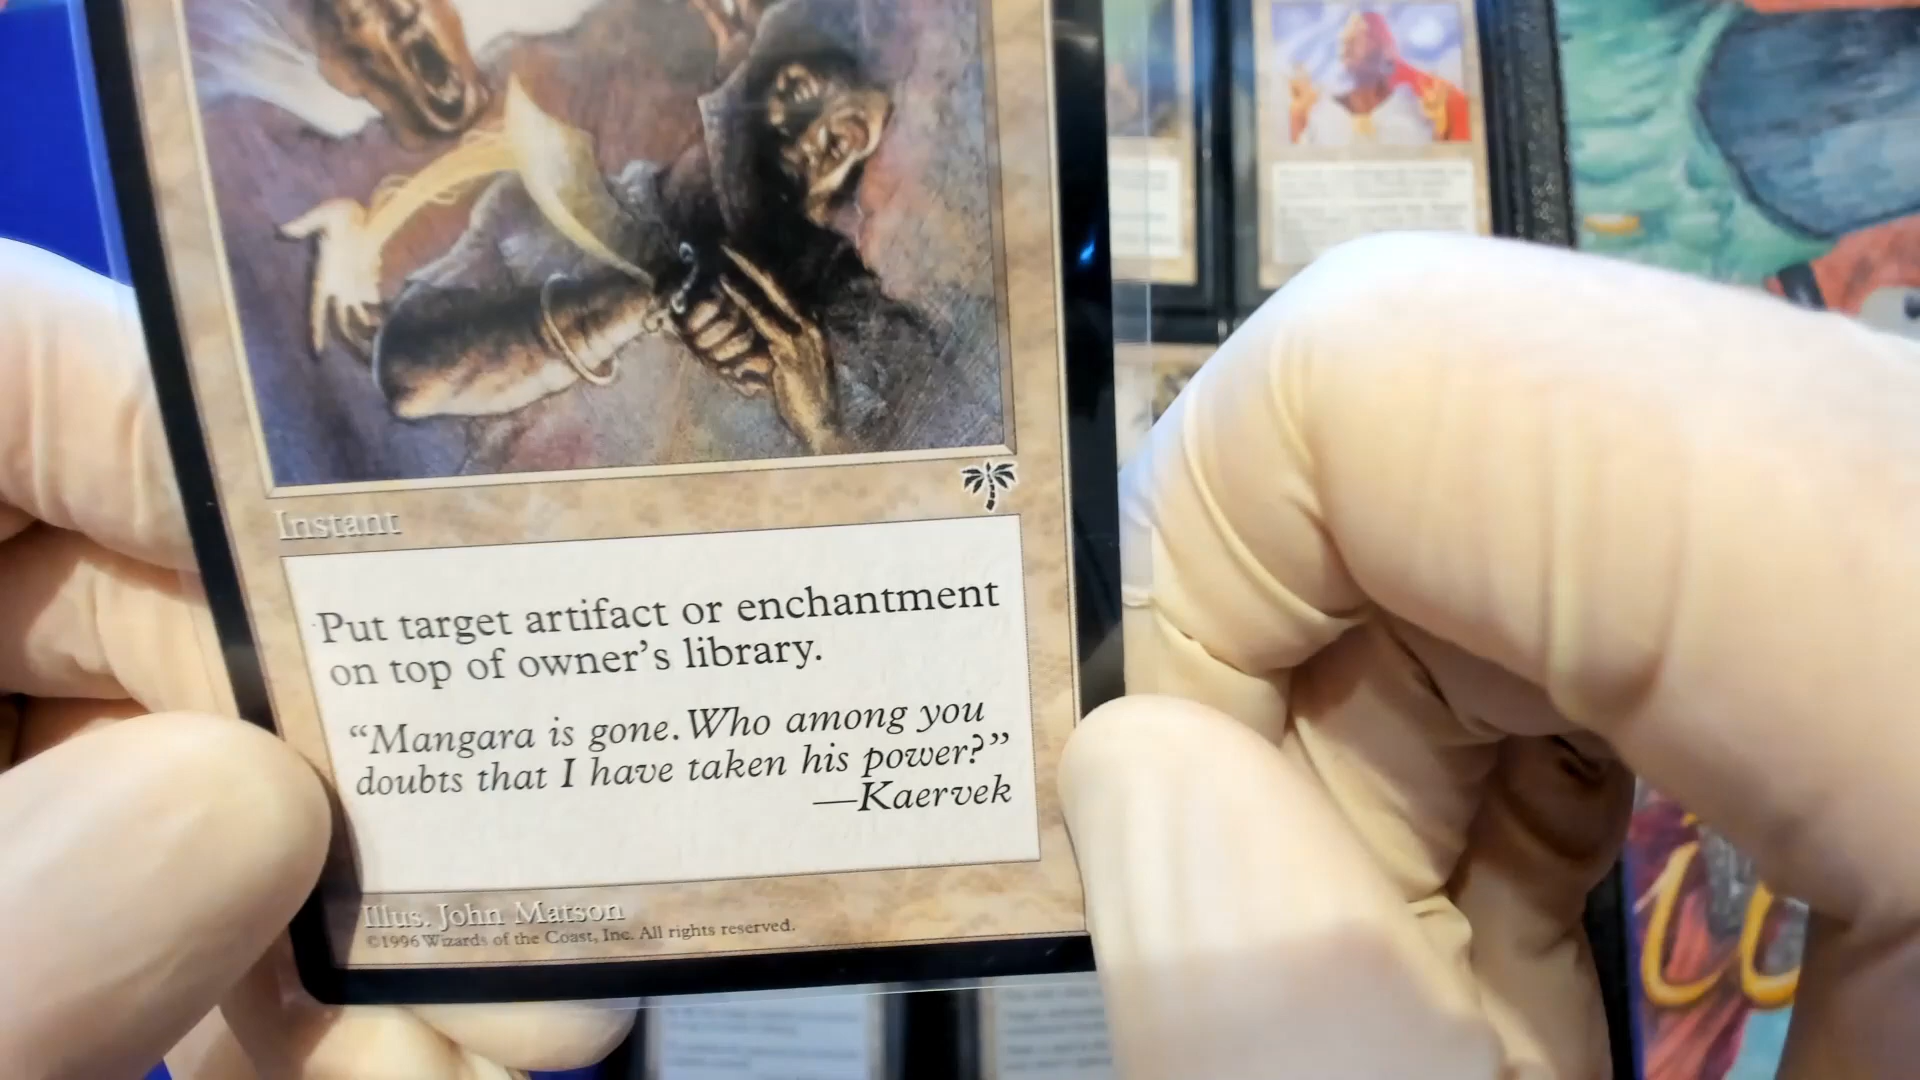 Instant
Put target artifact or enchantment
on top of owner's library.
“Mangara is gone. Who among you
doubts that I have taken his power?”
—Kaervek
Illus. John Matson
©1996 Wizards of the Coast, Inc. All rights reserved.